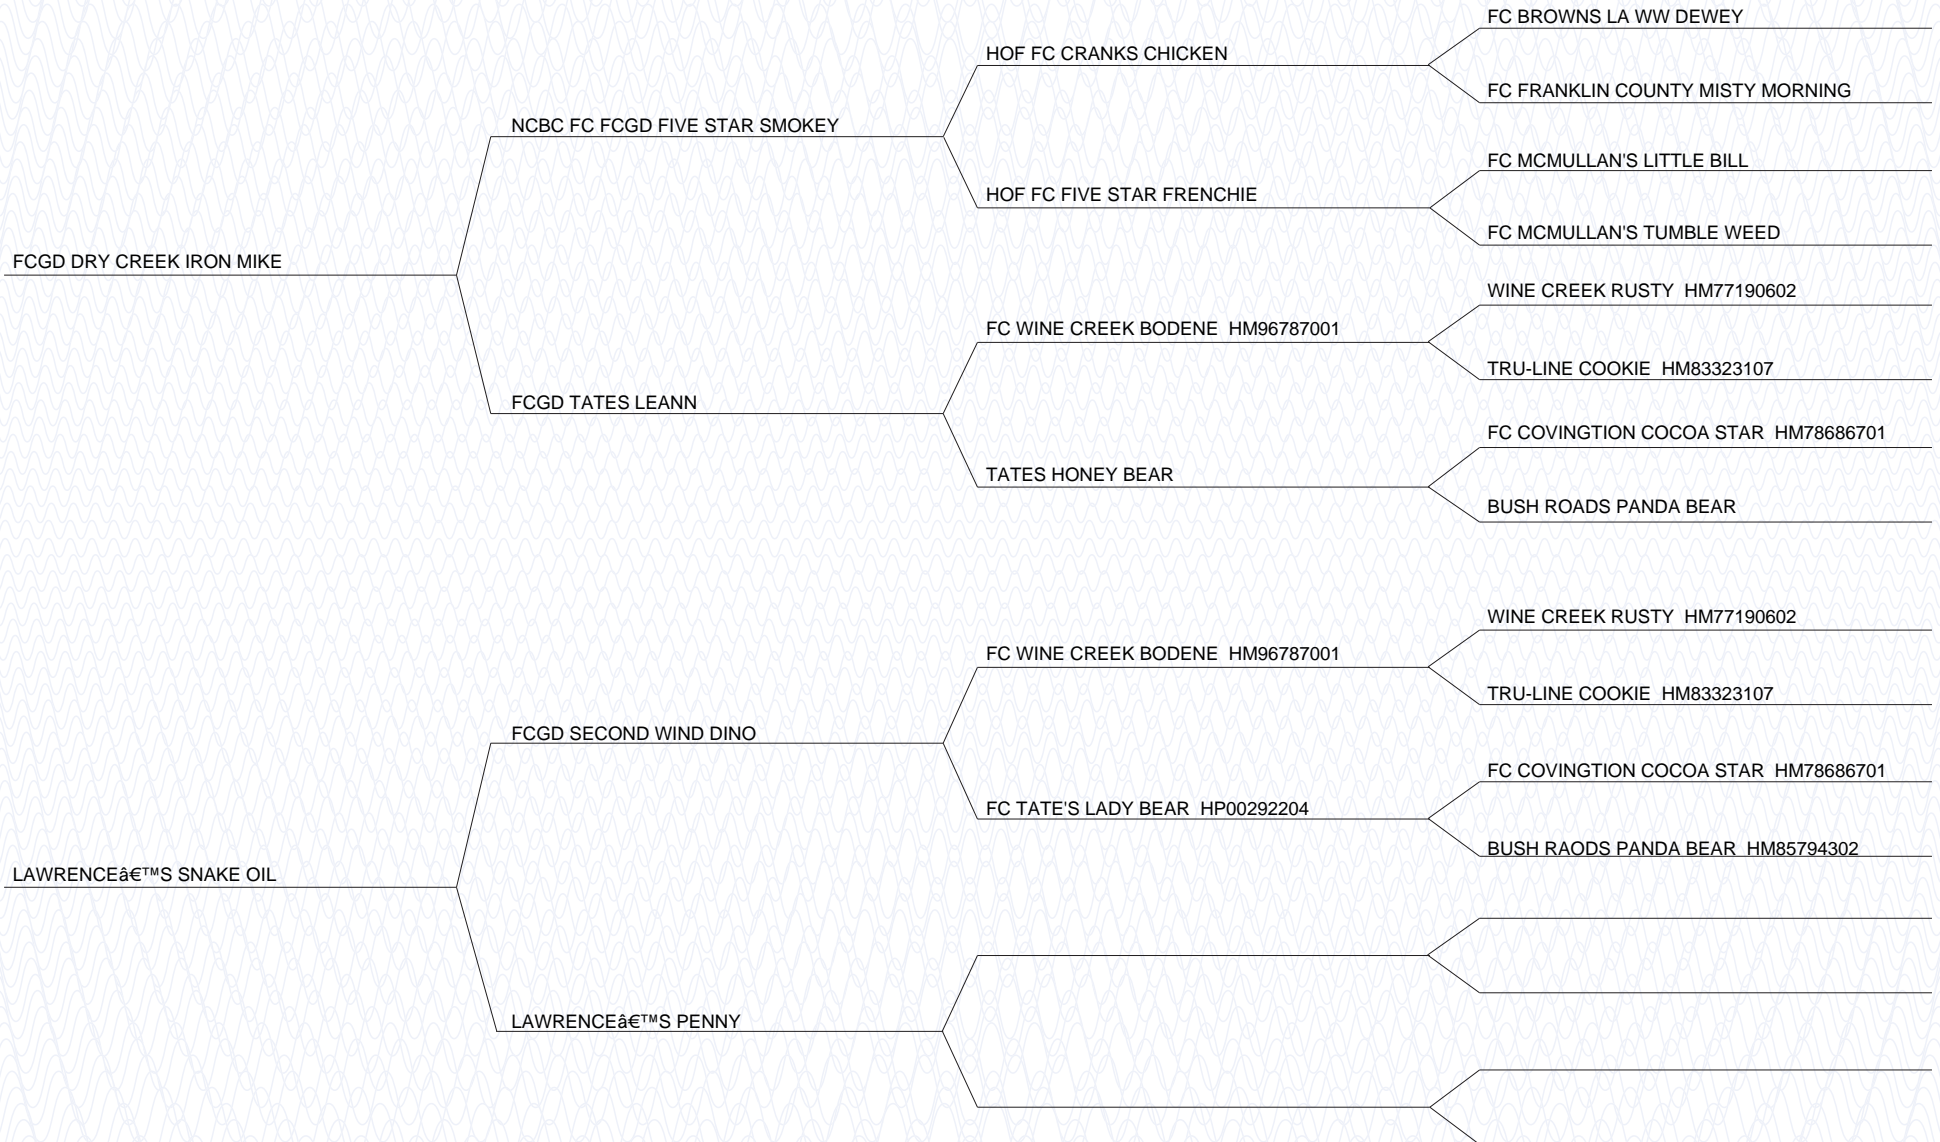 FC BROWNS LA WW DEWEY
HOF FC CRANKS CHICKEN
FC FRANKLIN COUNTY MISTY MORNING
NCBC FC FCGD FIVE STAR SMOKEY
FC MCMULLAN'S LITTLE BILL
HOF FC FIVE STAR FRENCHIE
FC MCMULLAN'S TUMBLE WEED
FCGD DRY CREEK IRON MIKE
WINE CREEK RUSTY HM77190602
FC WINE CREEK BODENE HM96787001
TRU-LINE COOKIE HM83323107
FCGD TATES LEANN
FC COVINGTION COCOA STAR HM78686701
TATES HONEY BEAR
BUSH ROADS PANDA BEAR
WINE CREEK RUSTY HM77190602
FC WINE CREEK BODENE HM96787001
TRU-LINE COOKIE HM83323107
FCGD SECOND WIND DINO
FC COVINGTION COCOA STAR HM78686701
FC TATE'S LADY BEAR HP00292204
BUSH RAODS PANDA BEAR HM85794302
LAWRENCEâ€™S SNAKE OIL
LAWRENCEâ€™S PENNY